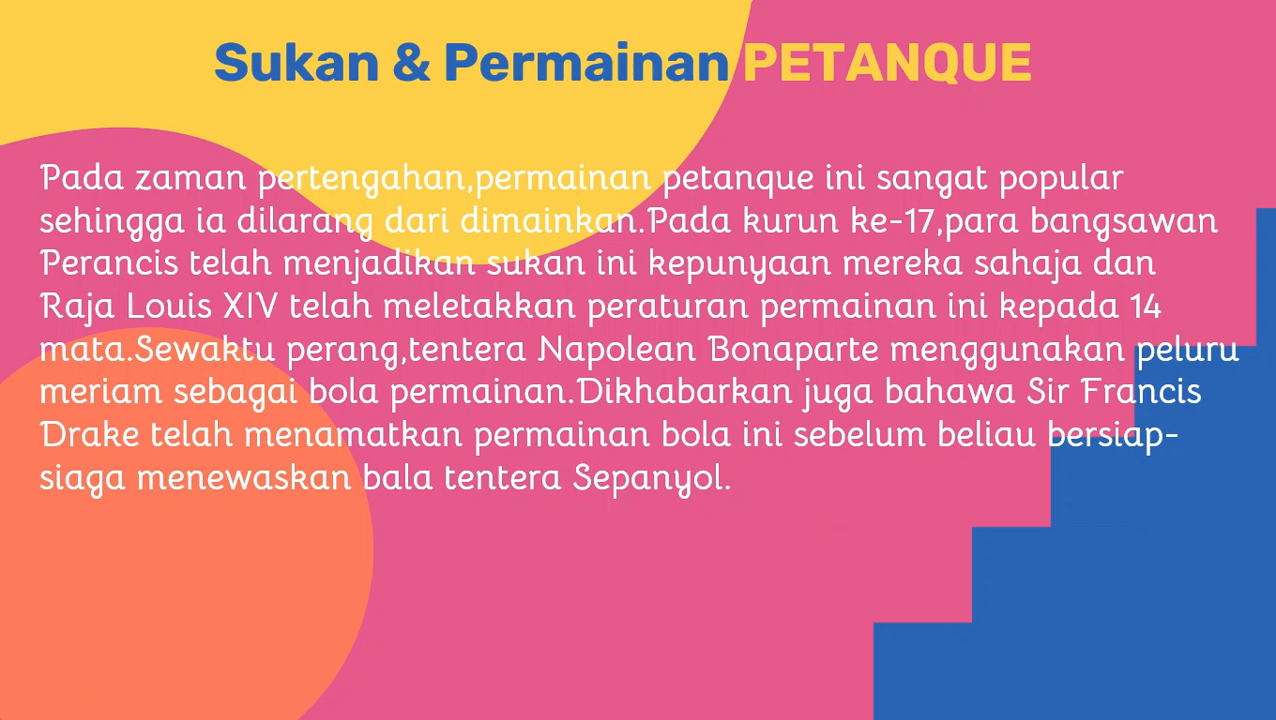 Sukan & Permainan PETANQUE
Pada zaman pertengahan,permainan petanque ini sangat popular
sehingga ia dilarang dari dimainkan.Pada kurun ke-17,para bangsawan
Perancis telah menjadikan sukan ini kepunyaan mereka sahaja dan
Raja Louis XIV telah meletakkan peraturan permainan ini kepada 14
mata.Sewaktu perang,tentera Napolean Bonaparte menggunakan peluru
meriam sebagai bola permainan.Dikhabarkan juga bahawa Sir Francis
Drake telah menamatkan permainan bola ini sebelum beliau bersiap-
siaga menewaskan bala tentera Sepanyol.